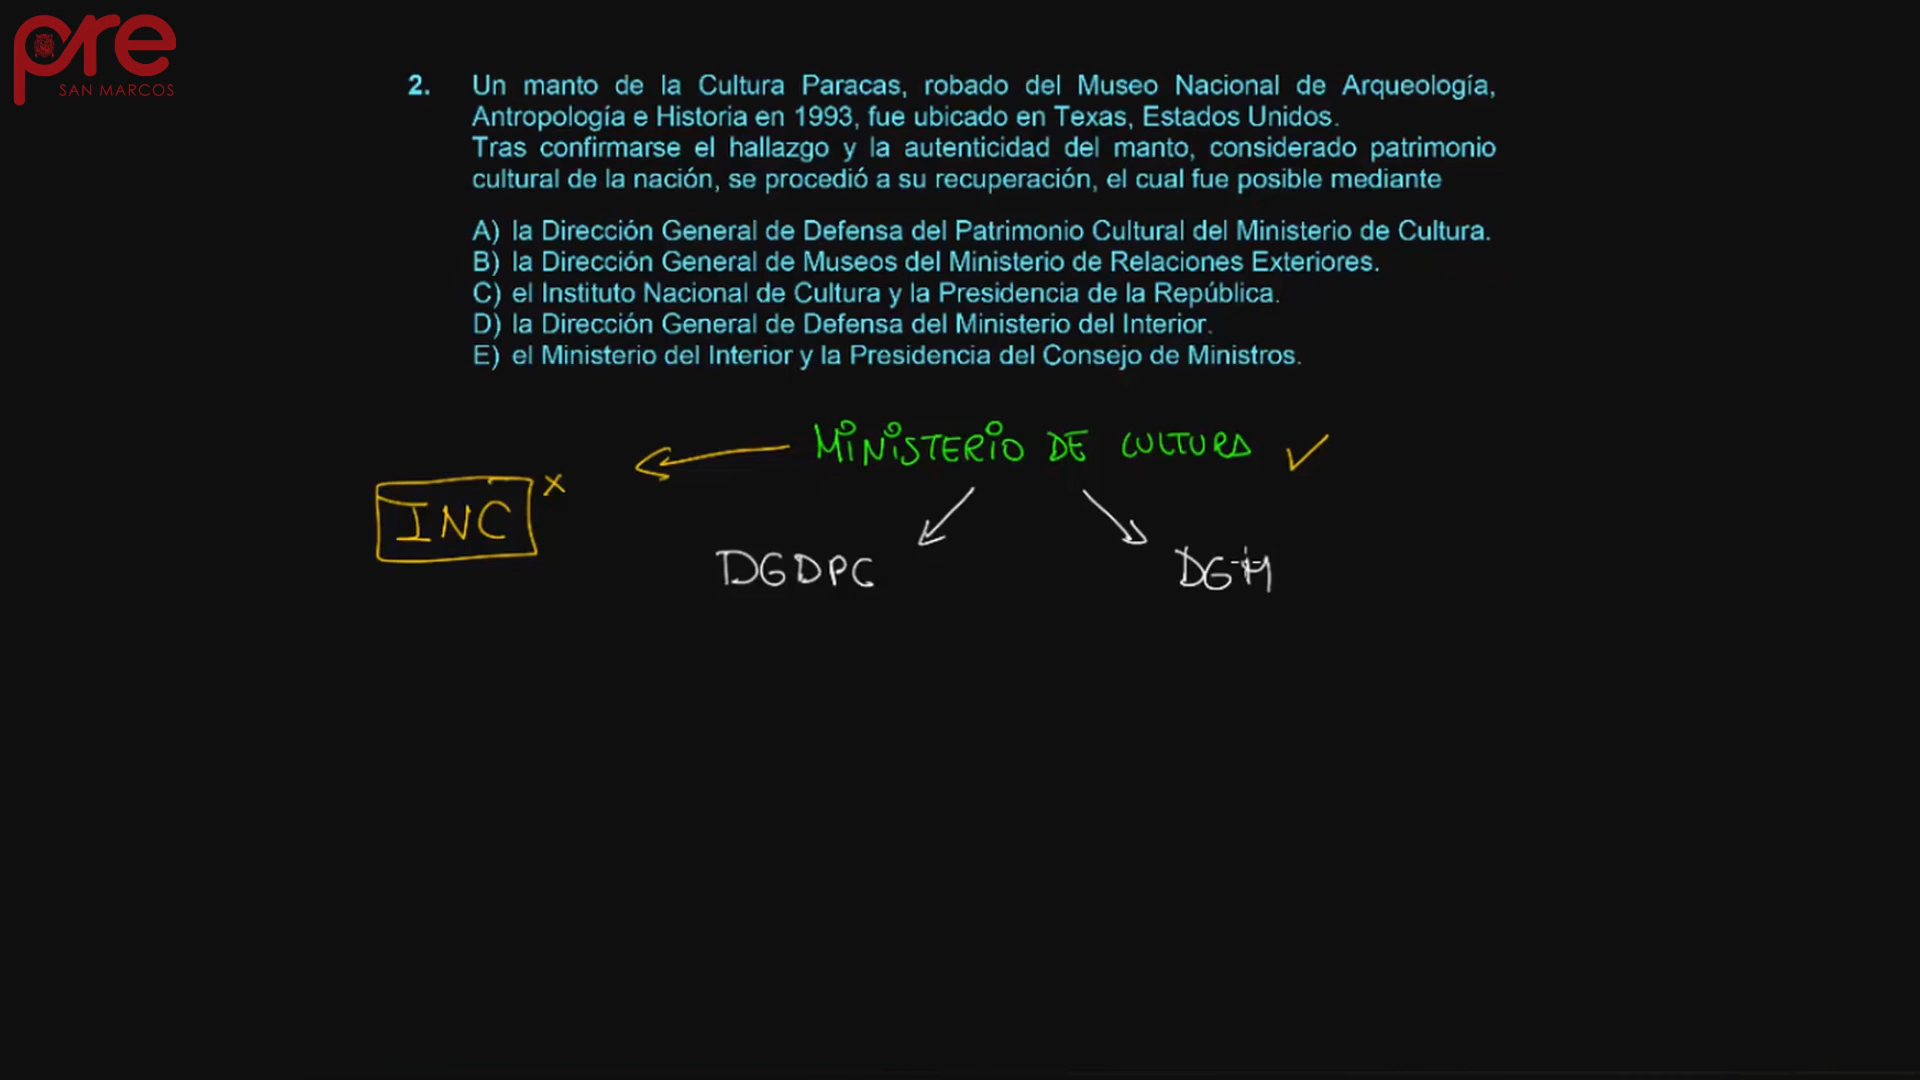 pre
SAN MARCOS
2. Un manto de la Cultura Paracas, robado del Museo Nacional de Arqueología,
Antropología e Historia en 1993, fue ubicado en Texas, Estados Unidos.
Tras confirmarse el hallazgo y la autenticidad del manto, considerado patrimonio
cultural de la nación, se procedió a su recuperación, el cual fue posible mediante
A) la Dirección General de Defensa del Patrimonio Cultural del Ministerio de Cultura.
B) la Dirección General de Museos del Ministerio de Relaciones Exteriores.
C) el Instituto Nacional de Cultura y la Presidencia de la República.
D) la Dirección General de Defensa del Ministerio del Interior.
E) el Ministerio del Interior y la Presidencia del Consejo de Ministros.
MINISTERIO DE CULTURA ✓
INC x
DGDPC
DGM